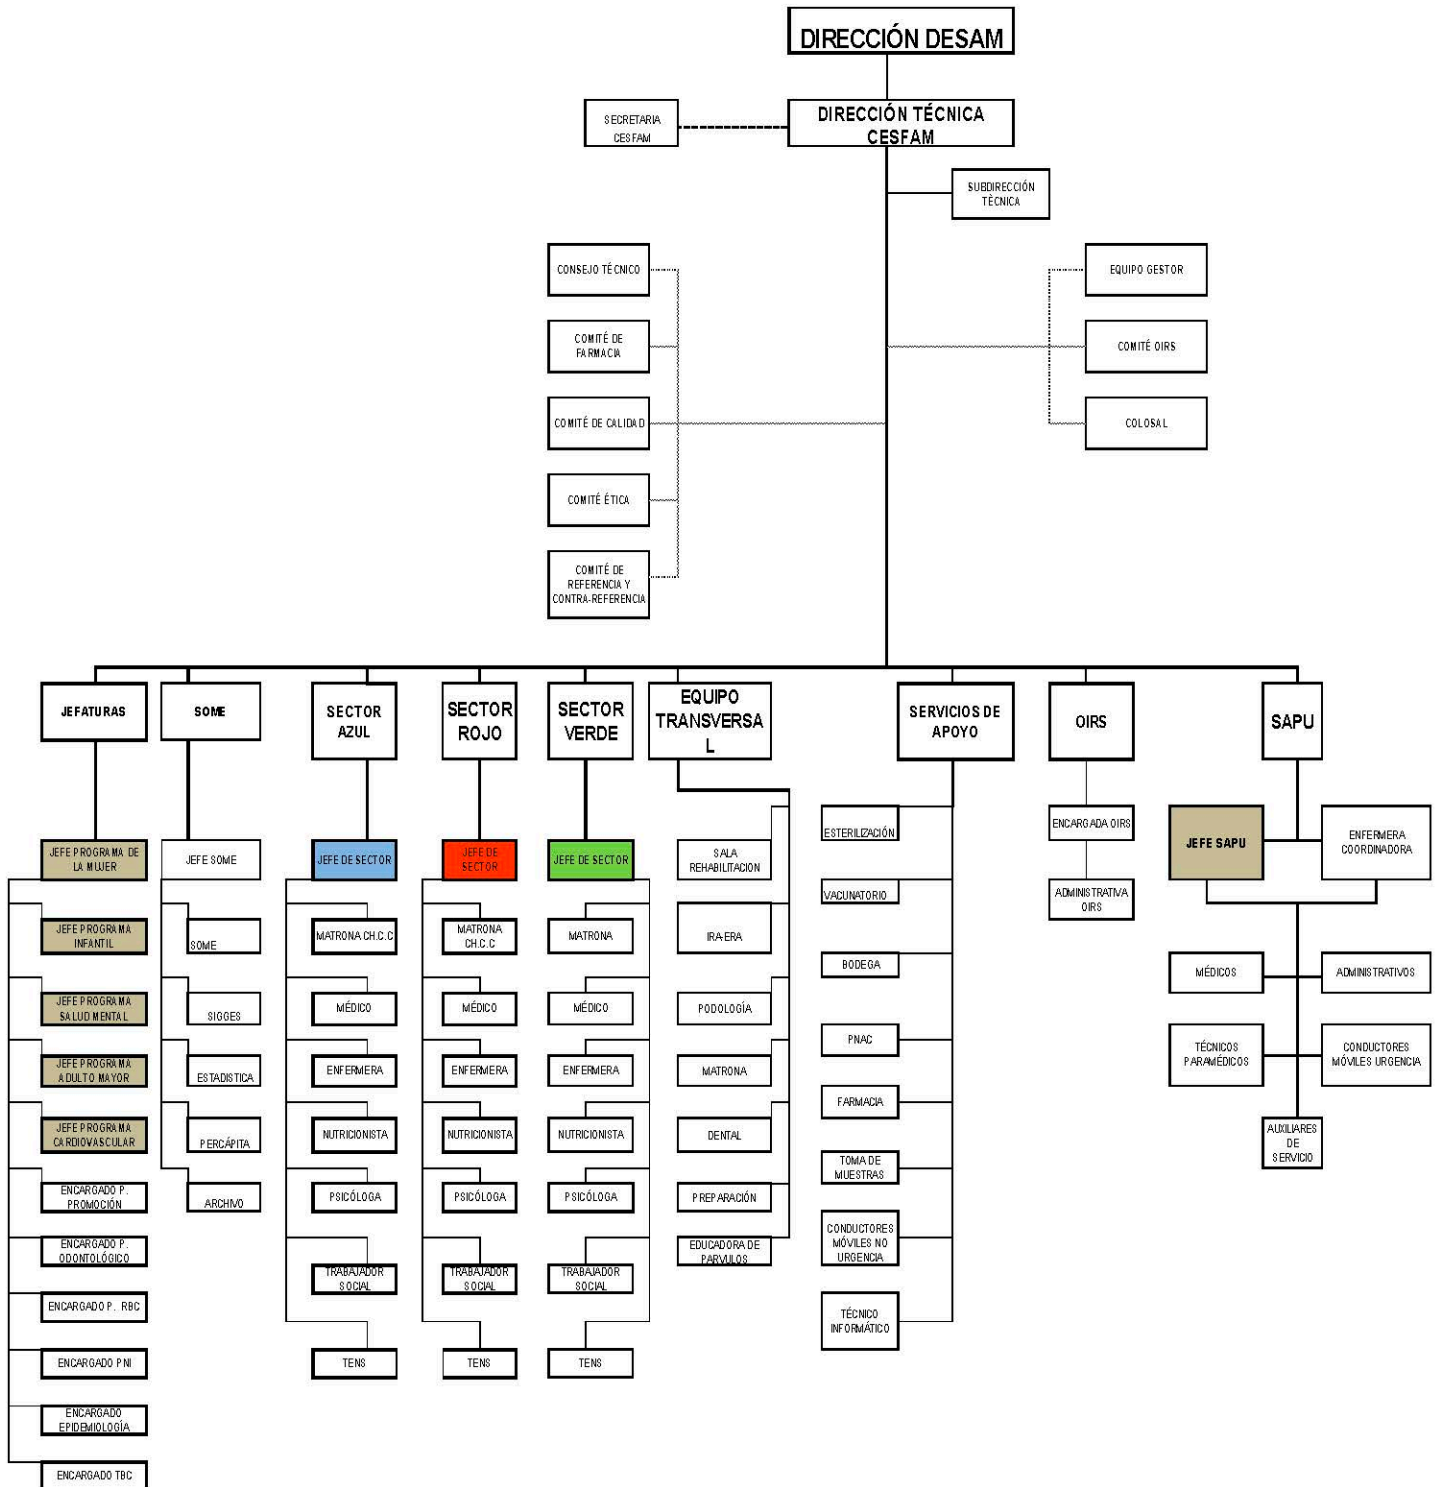 DIRECCIÓN DESAM
SECRETARIA
CESFAM
DIRECCIÓN TÉCNICA
CESFAM
SUBDIRECCIÓN
TÈCNICA
CONSEJO TÉCNICO
EQUIPO GESTOR
COMITÉ DE
FARMACIA
COMITÉ OIRS
COMITÉ DE CALIDAD
COLOSAL
COMITÉ ÉTICA
COMITÉ DE
REFERENCIA Y
CONTRA-REFERENCIA
JEFATURAS
SOME
SECTOR
AZUL
SECTOR
ROJO
SECTOR
VERDE
EQUIPO
TRANSVERSA
L
SERVICIOS DE
APOYO
OIRS
SAPU
JEFE PROGRAMA DE
LA MUJER
JEFE PROGRAMA
INFANTIL
JEFE PROGRAMA
SALUD MENTAL
JEFE PROGRAMA
ADULTO MAYOR
JEFE PROGRAMA
CARDIOVASCULAR
ENCARGADO P.
PROMOCIÓN
ENCARGADO P.
ODONTOLÓGICO
ENCARGADO P. RBC
ENCARGADO PNI
ENCARGADO
EPIDEMIOLOGÍA
ENCARGADO TBC
JEFE SOME
SOME
SIGGES
ESTADISTICA
PERCÁPITA
ARCHIVO
JEFE DE SECTOR
MATRONA CH.C.C
MÉDICO
ENFERMERA
NUTRICIONISTA
PSICÓLOGA
TRABAJADOR
SOCIAL
TENS
JEFE DE
SECTOR
MATRONA
CH.C.C
MÉDICO
ENFERMERA
NUTRICIONISTA
PSICÓLOGA
TRABAJADOR
SOCIAL
TENS
JEFE DE SECTOR
MATRONA
MÉDICO
ENFERMERA
NUTRICIONISTA
PSICÓLOGA
TRABAJADOR
SOCIAL
TENS
SALA
REHABILITACION
IRA-ERA
PODOLOGÍA
MATRONA
DENTAL
PREPARACIÓN
EDUCADORA DE
PARVULOS
ESTERILIZACIÓN
VACUNATORIO
BODEGA
PNAC
FARMACIA
TOMA DE
MUESTRAS
CONDUCTORES
MÓVILES NO
URGENCIA
TÉCNICO
INFORMÁTICO
ENCARGADA OIRS
ADMINISTRATIVA
OIRS
JEFE SAPU
ENFERMERA
COORDINADORA
MÉDICOS
ADMINISTRATIVOS
TÉCNICOS
PARAMÉDICOS
CONDUCTORES
MÓVILES URGENCIA
AUXILIARES
DE
SERVICIO